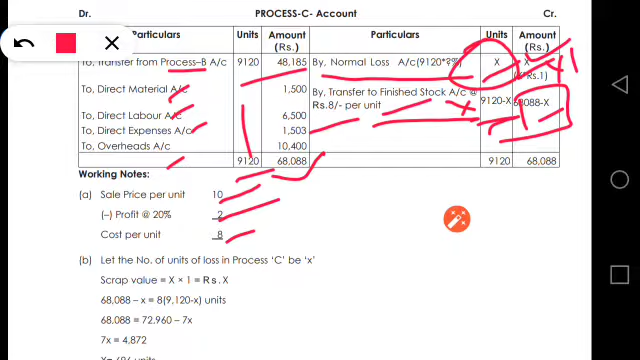 Dr. PROCESS-C- Account Cr.
Particulars Units Amount (Rs.) Particulars Units Amount (Rs.)
To, Transfer from Process-B A/c 9120 48,185 By, Normal Loss A/c(9120*?%) X X
To, Direct Material A/c 1,500 By, Transfer to Finished Stock A/c @ Rs.8/- per unit 9120-X 68088-X
To, Direct Labour A/c 6,500
To, Direct Expenses A/c 1,503
To, Overheads A/c 10,400
9120 68,088 9120 68,088
Working Notes:
(a) Sale Price per unit 10
(–) Profit @ 20% 2
Cost per unit 8
(b) Let the No. of units of loss in Process 'C' be 'x'
Scrap value = X × 1 = Rs. X
68,088 – x = 8(9,120-x) units
68,088 = 72,960 – 7x
7x = 4,872